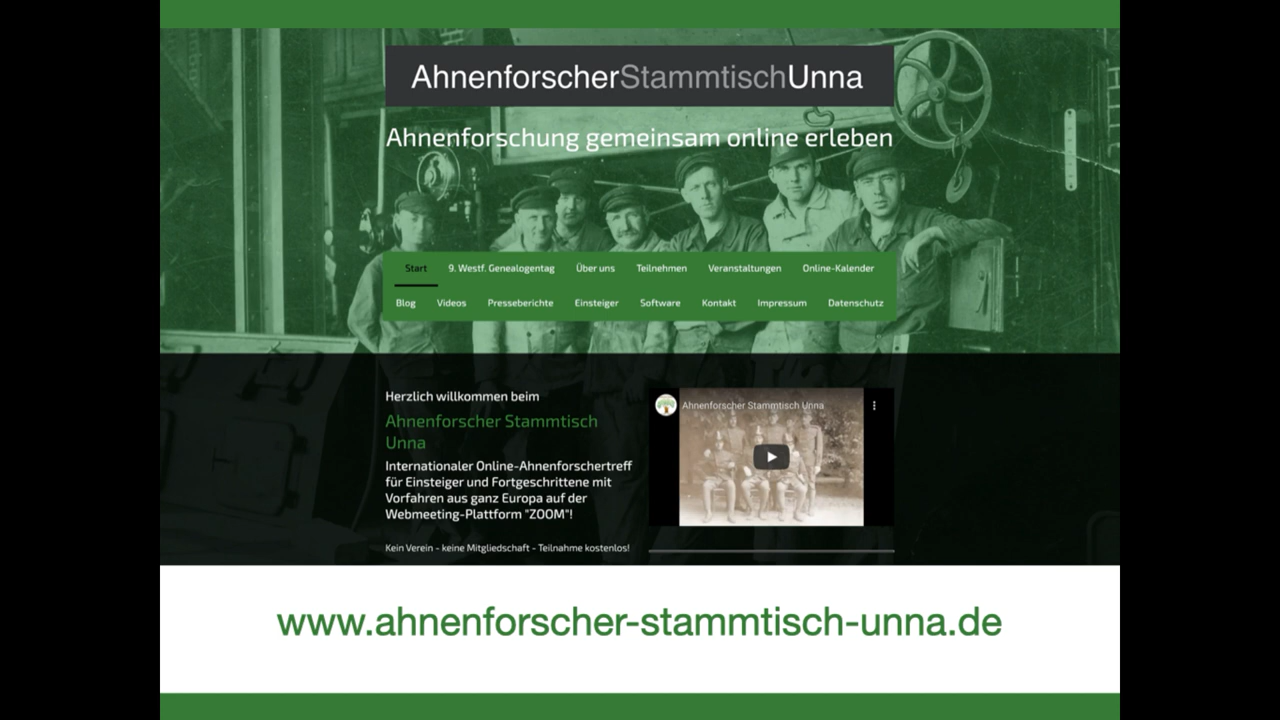 AhnenforscherStammtischUnna
Ahnenforschung gemeinsam online erleben
Start 9. Westf. Genealogentag Über uns Teilnehmen Veranstaltungen Online-Kalender
Blog Videos Presseberichte Einsteiger Software Kontakt Impressum Datenschutz
Herzlich willkommen beim
Ahnenforscher Stammtisch
Unna
Internationaler Online-Ahnenforschertreff
für Einsteiger und Fortgeschrittene mit
Vorfahren aus ganz Europa auf der
Webmeeting-Plattform "ZOOM"!
Kein Verein - keine Mitgliedschaft - Teilnahme kostenlos!
Ahnenforscher Stammtisch Unna
www.ahnenforscher-stammtisch-unna.de